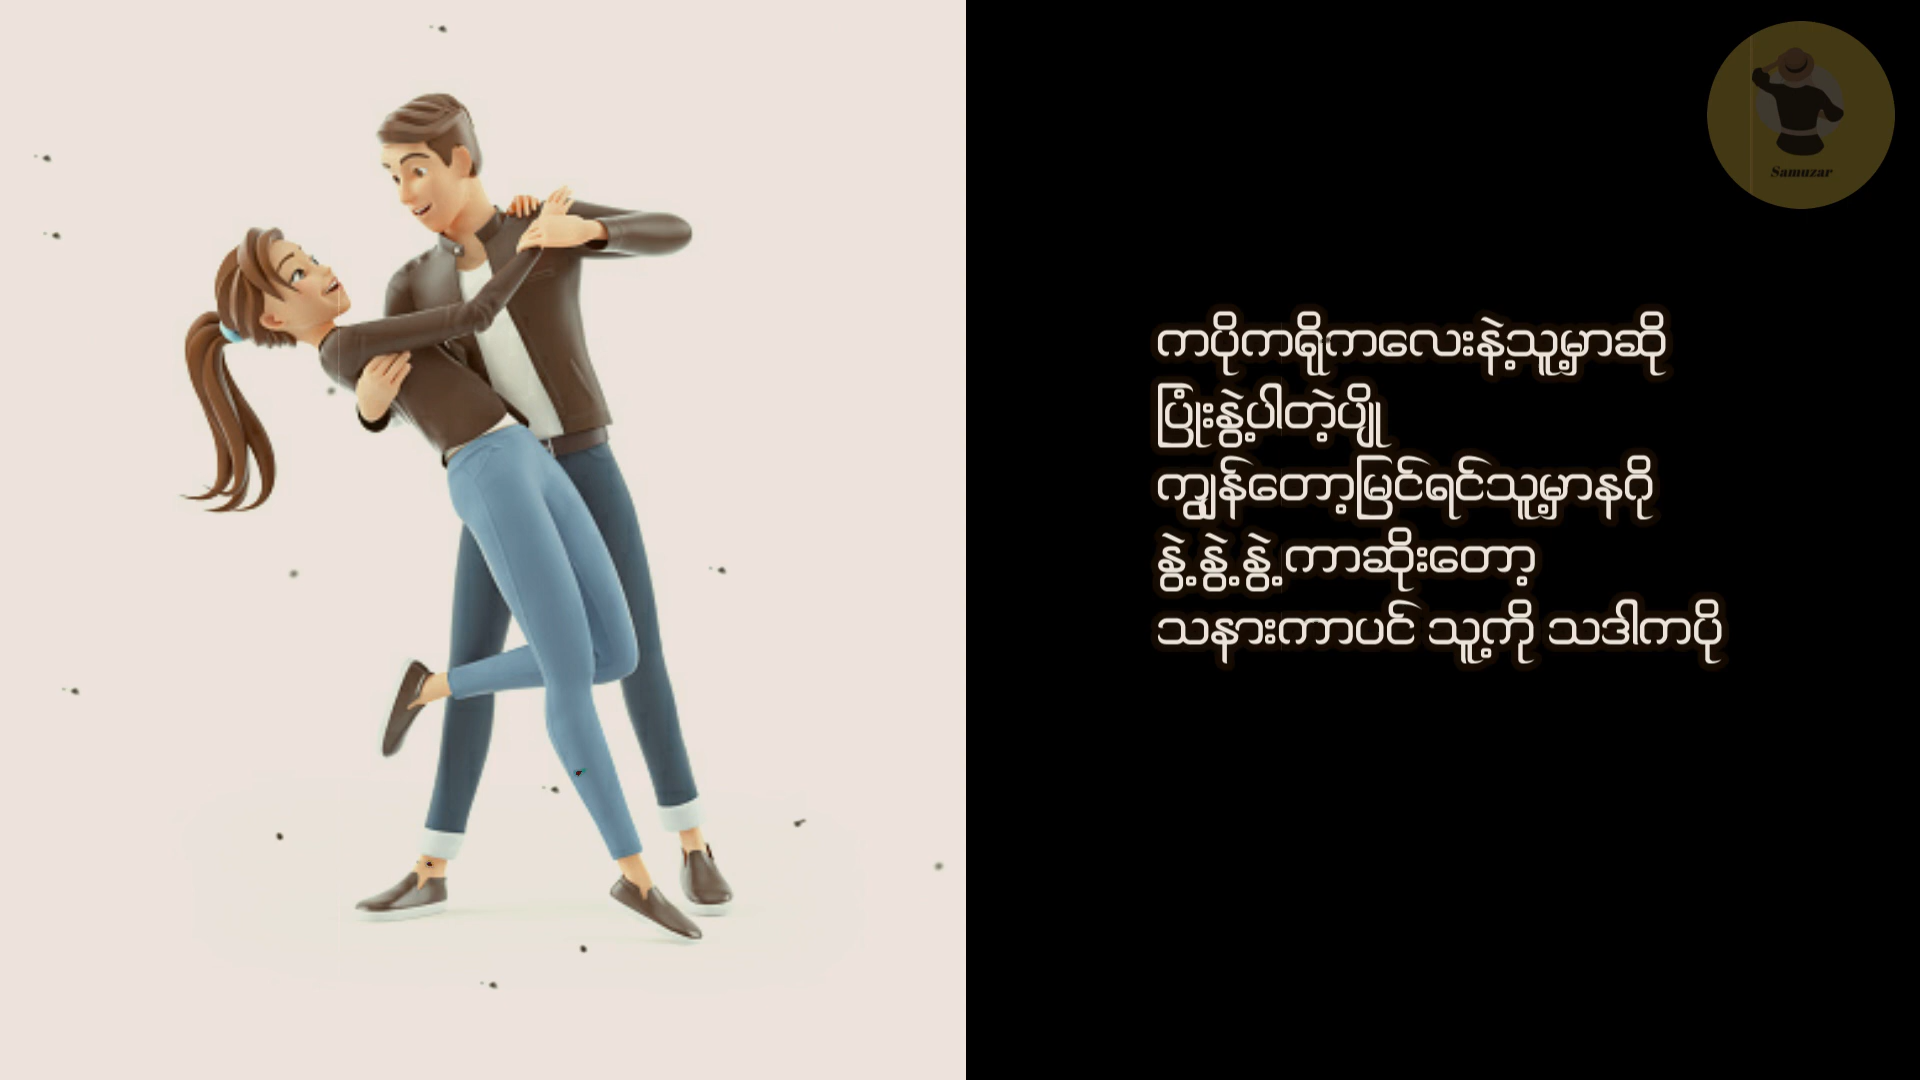 Samuzar
ကပိုကရိုကလေးနဲ့သူ့မှာဆို
ပြုံးနွဲ့ပါတဲ့ပျို
ကျွန်တော့မြင်ရင်သူ့မှာနဂို
နွဲ့နွဲ့နွဲ့ကာဆိုးတော့
သနားကာပင် သူ့ကို သဒါကပို